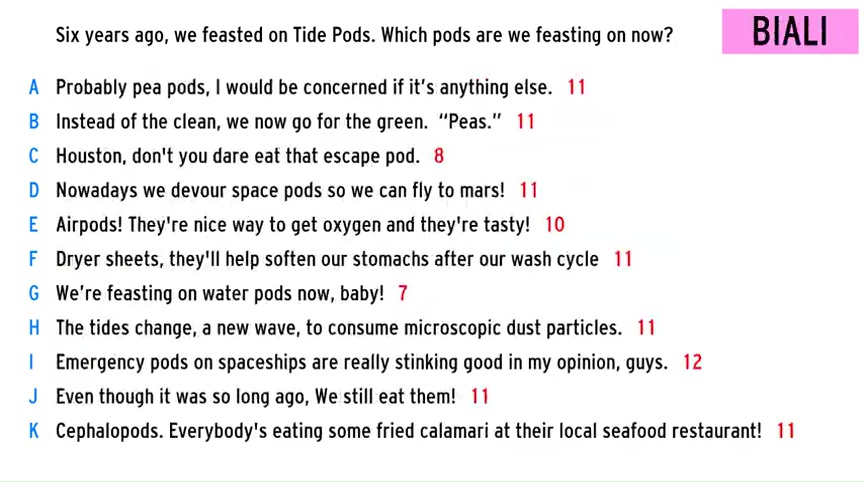 Six years ago, we feasted on Tide Pods. Which pods are we feasting on now?
BIALI
A Probably pea pods, I would be concerned if it's anything else. 11
B Instead of the clean, we now go for the green. “Peas.” 11
C Houston, don't you dare eat that escape pod. 8
D Nowadays we devour space pods so we can fly to mars! 11
E Airpods! They're nice way to get oxygen and they're tasty! 10
F Dryer sheets, they'll help soften our stomachs after our wash cycle 11
G We’re feasting on water pods now, baby! 7
H The tides change, a new wave, to consume microscopic dust particles. 11
I Emergency pods on spaceships are really stinking good in my opinion, guys. 12
J Even though it was so long ago, We still eat them! 11
K Cephalopods. Everybody's eating some fried calamari at their local seafood restaurant! 11